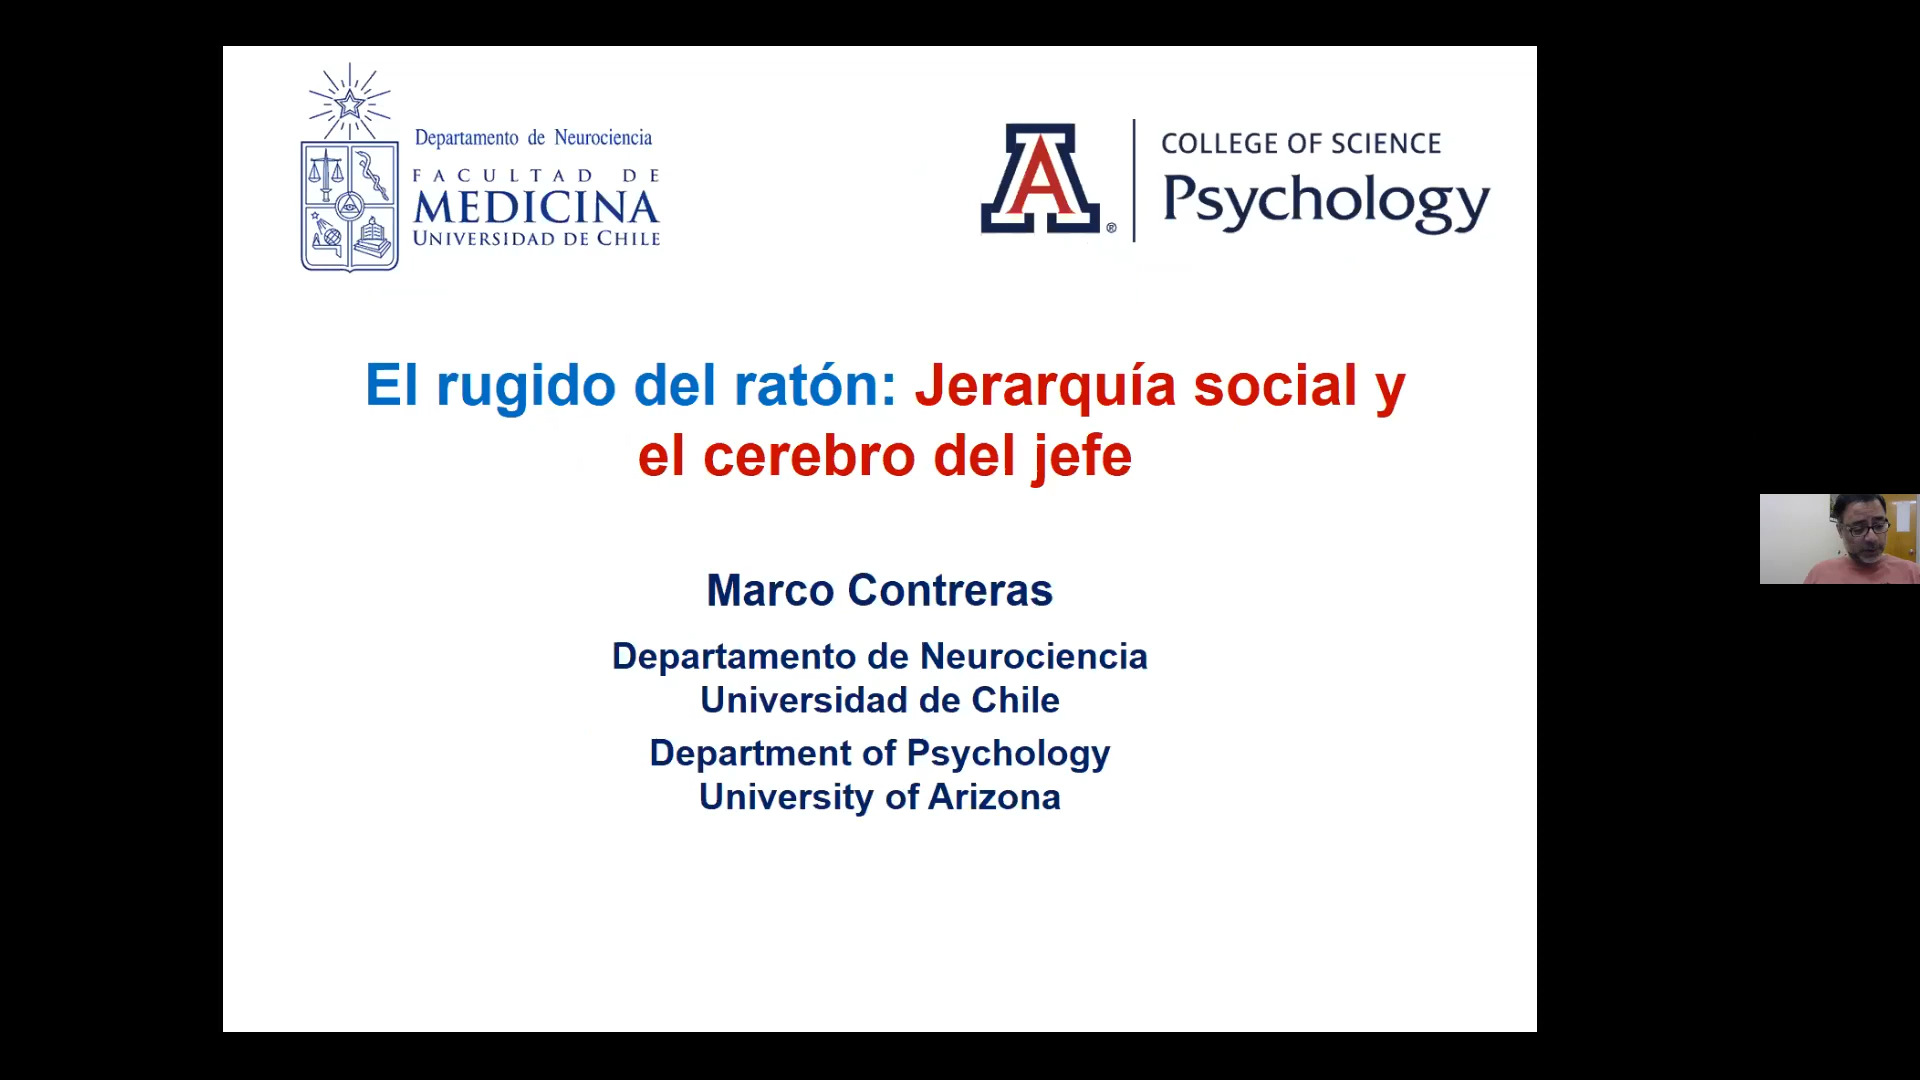 Departamento de Neurociencia
FACULTAD DE
MEDICINA
UNIVERSIDAD DE CHILE
A®
COLLEGE OF SCIENCE
Psychology
El rugido del ratón: Jerarquía social y
el cerebro del jefe
Marco Contreras
Departamento de Neurociencia
Universidad de Chile
Department of Psychology
University of Arizona